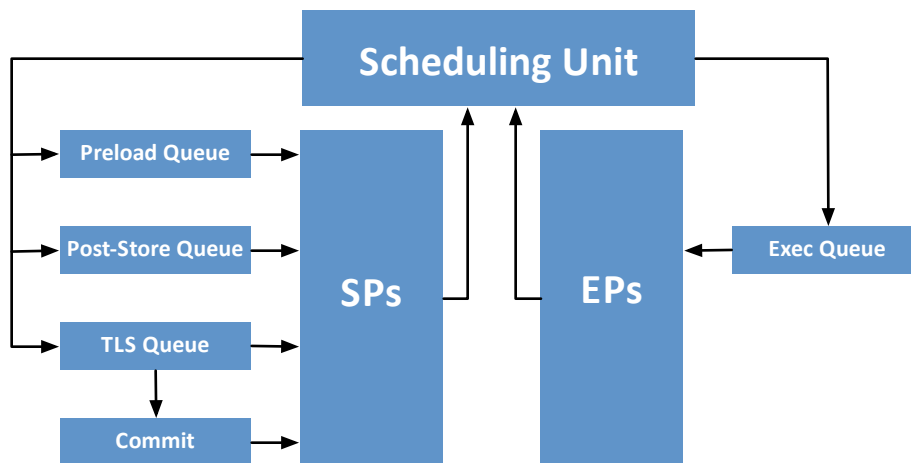 Scheduling Unit
Preload Queue
Post-Store Queue
SPs
EPs
Exec Queue
TLS Queue
Commit